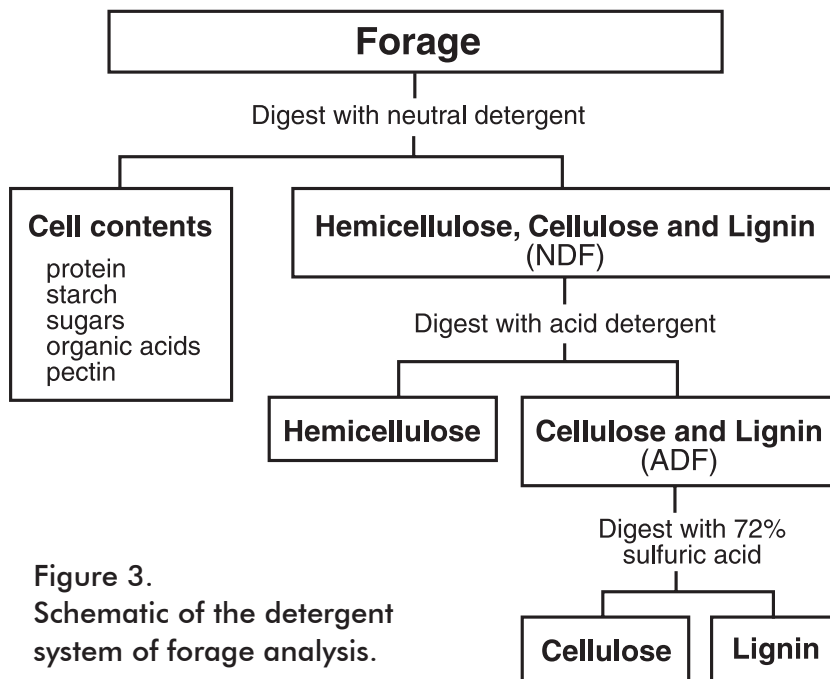 Forage
Digest with neutral detergent
Cell contents
protein
starch
sugars
organic acids
pectin
Hemicellulose, Cellulose and Lignin
(NDF)
Digest with acid detergent
Hemicellulose
Cellulose and Lignin
(ADF)
Digest with 72%
sulfuric acid
Cellulose
Lignin
Figure 3.
Schematic of the detergent
system of forage analysis.